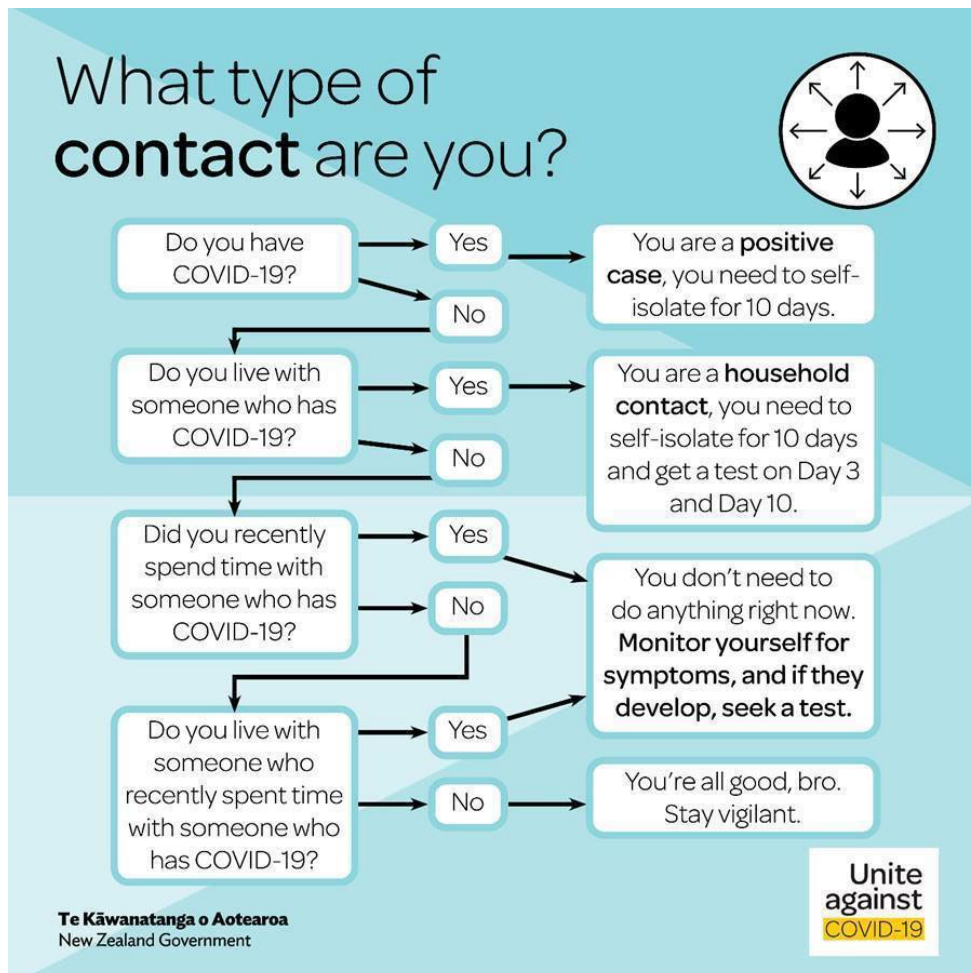 What type of
contact are you?
Do you have
COVID-19?
Yes
You are a positive
case, you need to self-
isolate for 10 days.
No
Do you live with
someone who has
COVID-19?
Yes
You are a household
contact, you need to
self-isolate for 10 days
and get a test on Day 3
and Day 10.
No
Did you recently
spend time with
someone who has
COVID-19?
Yes
No
You don't need to
do anything right now.
Monitor yourself for
symptoms, and if they
develop, seek a test.
Do you live with
someone who
recently spent time
with someone who
has COVID-19?
Yes
No
You're all good, bro.
Stay vigilant.
Te Kāwanatanga o Aotearoa
New Zealand Government
Unite
against
COVID-19